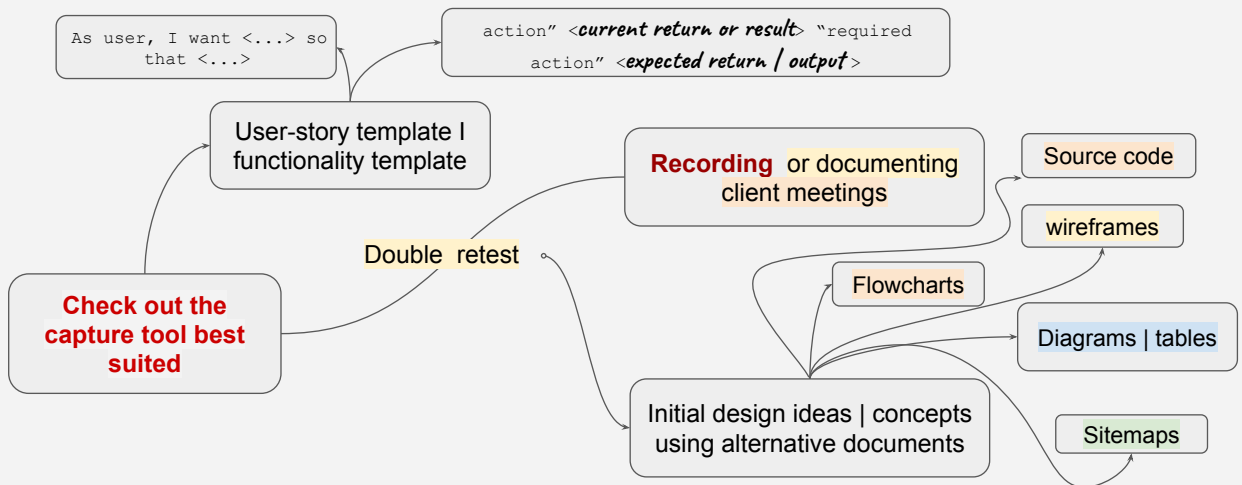 As user, I want <...> so
that <...>
action” <current return or result> “required
action” <expected return | output >
User-story template I
functionality template
Recording or documenting
client meetings
Source code
wireframes
Double retest
Flowcharts
Check out the
capture tool best
suited
Diagrams | tables
Initial design ideas | concepts
using alternative documents
Sitemaps